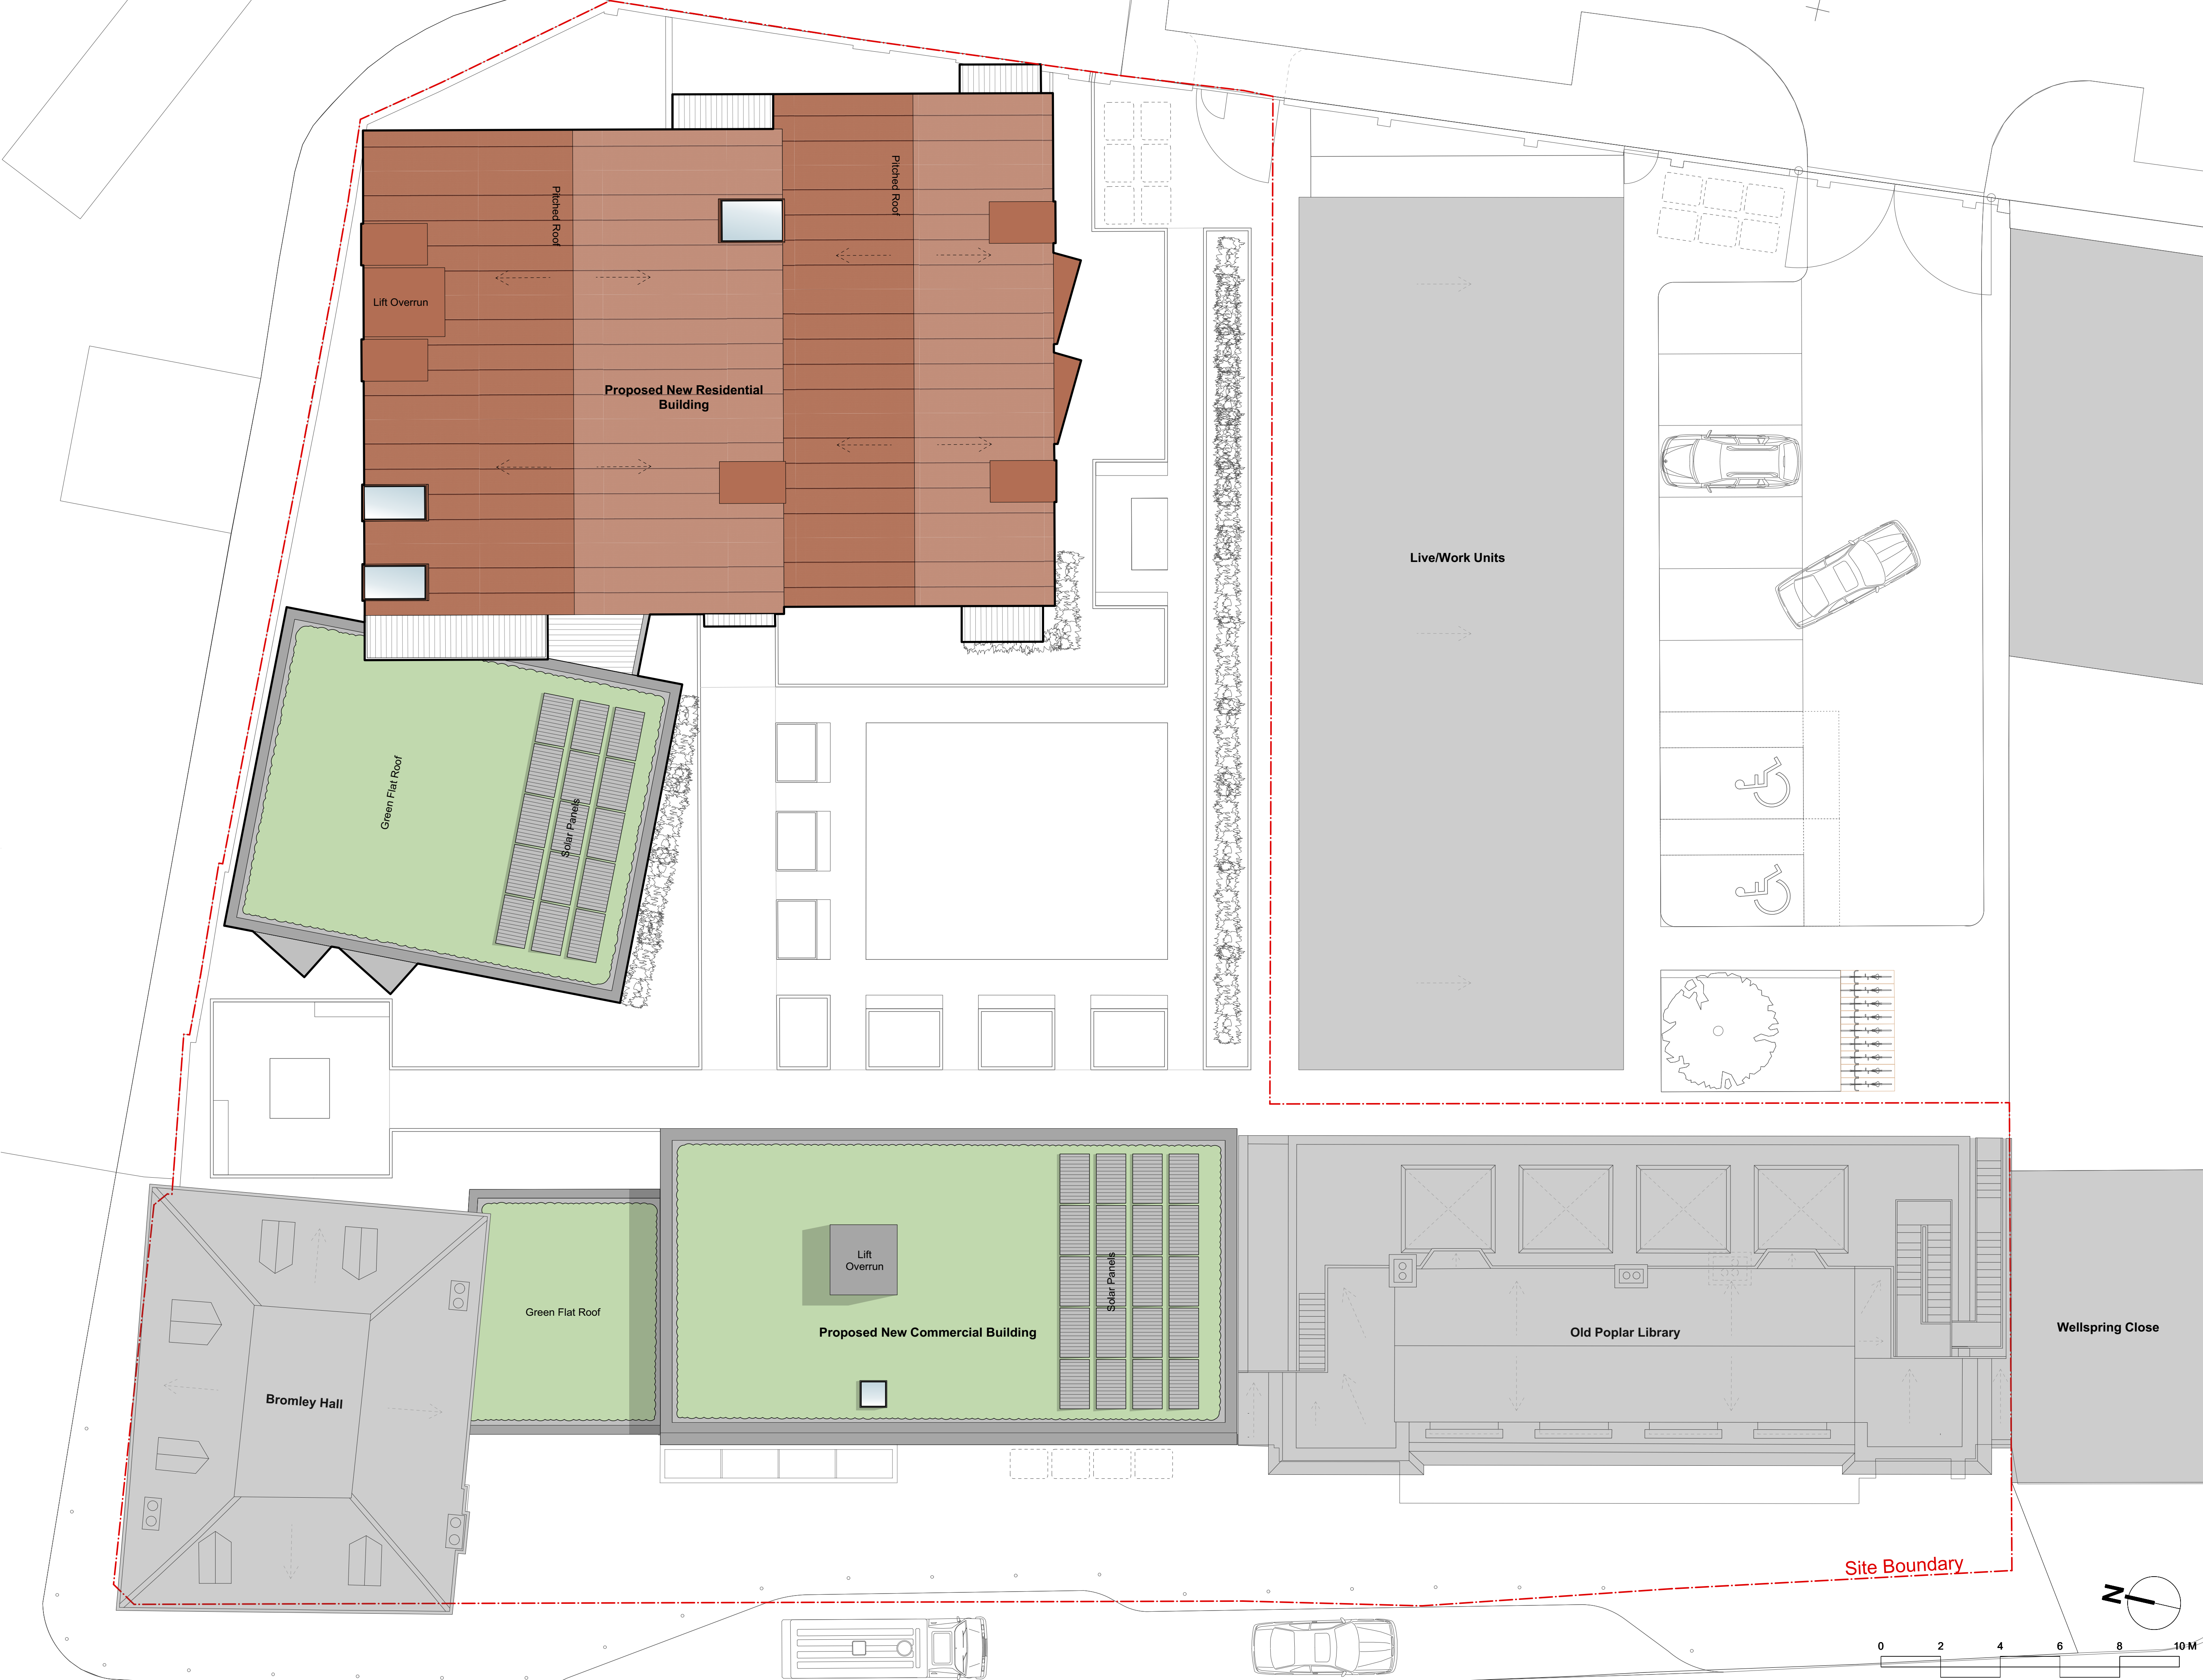 Pitched Roof
Pitched Roof
Lift Overrun
Proposed New Residential
Building
Live/Work Units
Green Flat Roof
Solar Panels
Lift
Overrun
Solar Panels
Green Flat Roof
Proposed New Commercial Building
Old Poplar Library
Wellspring Close
Bromley Hall
Site Boundary
N
0 2 4 6 8 10 M